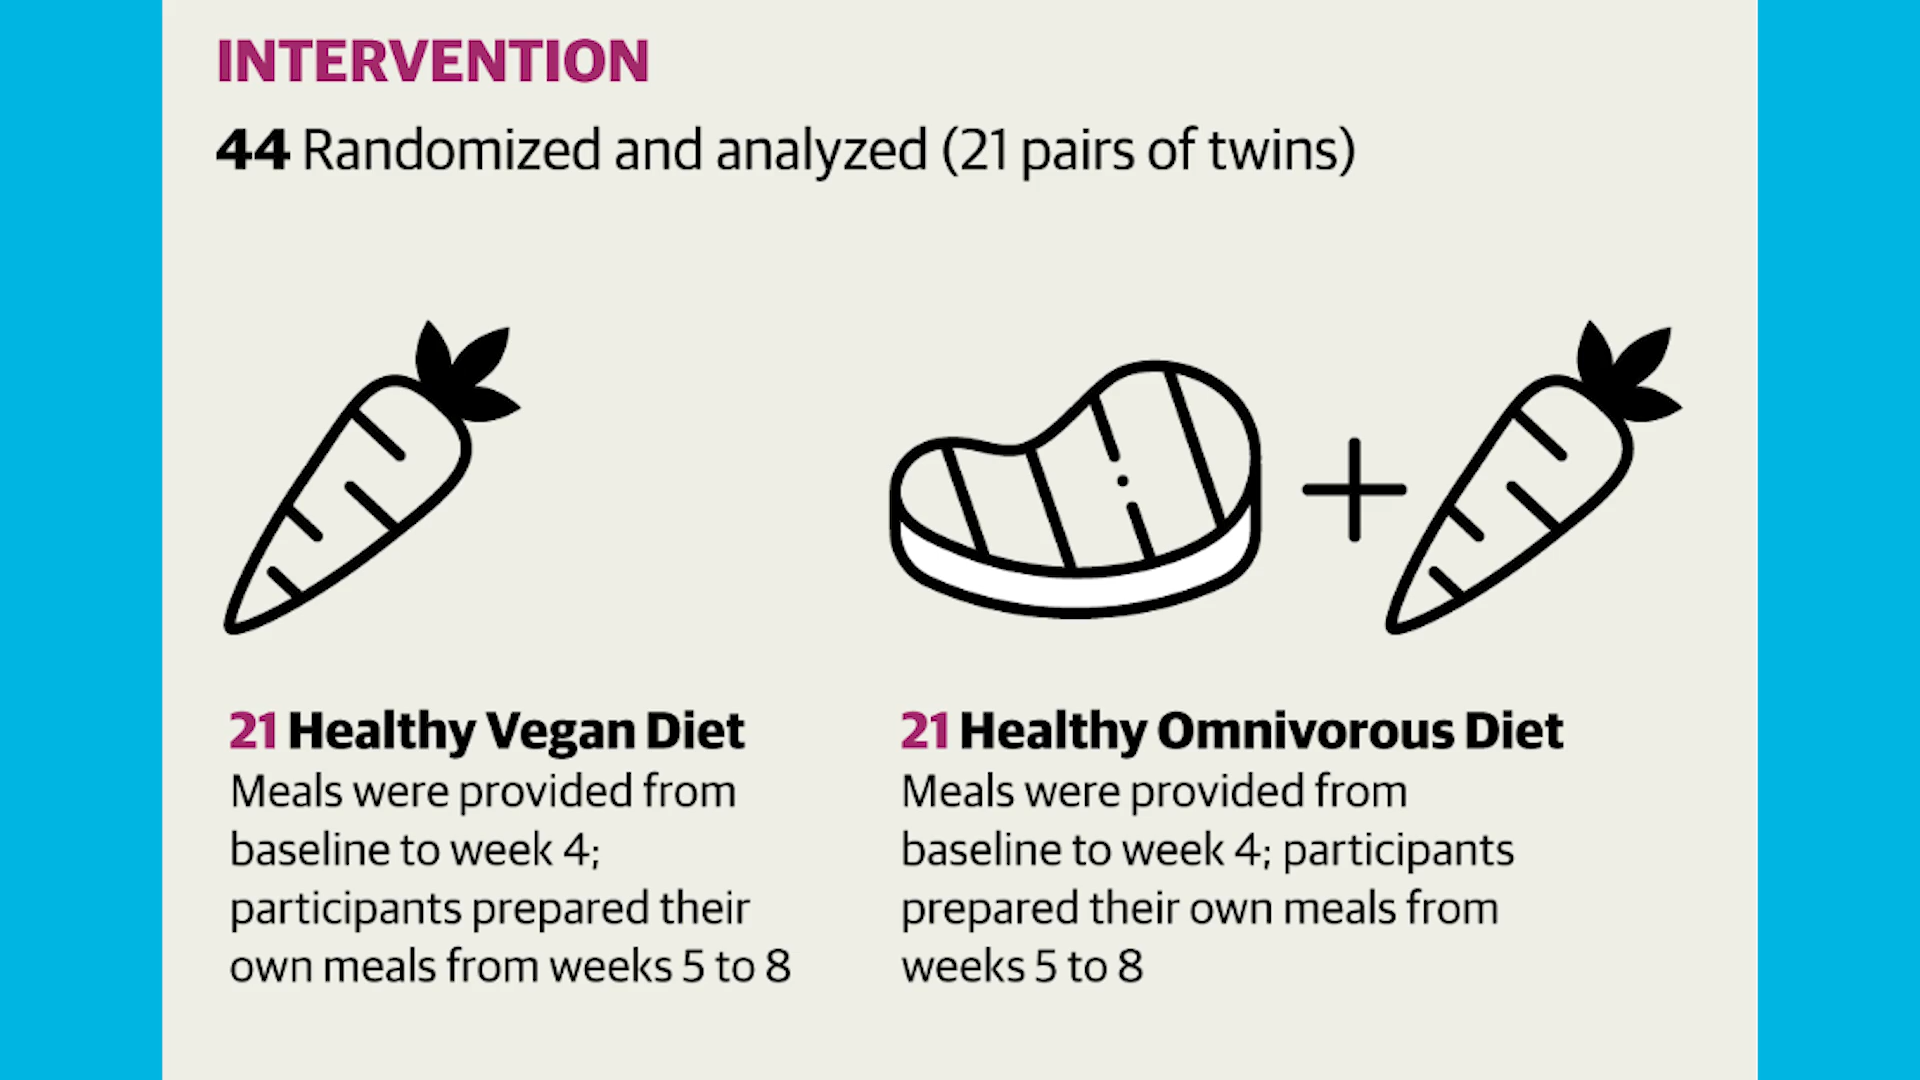 INTERVENTION
44 Randomized and analyzed (21 pairs of twins)
21 Healthy Vegan Diet
Meals were provided from
baseline to week 4;
participants prepared their
own meals from weeks 5 to 8
21 Healthy Omnivorous Diet
Meals were provided from
baseline to week 4; participants
prepared their own meals from
weeks 5 to 8